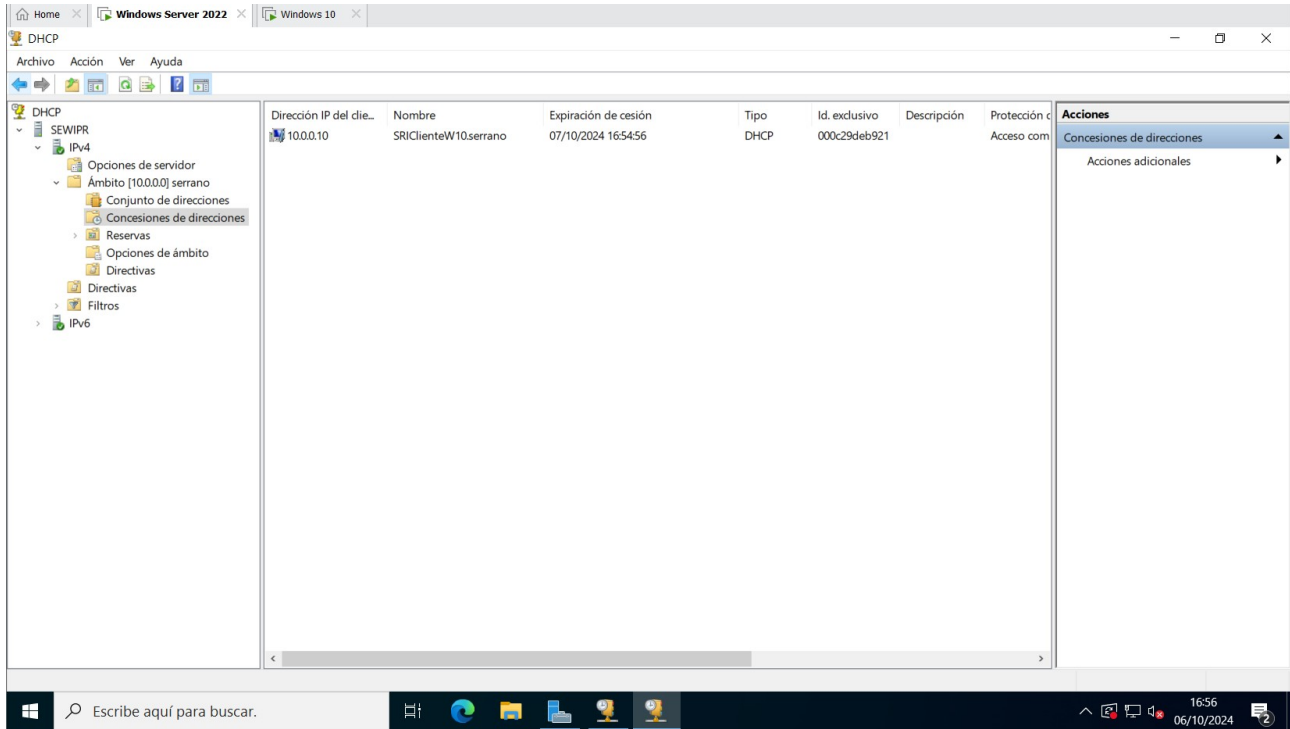 Home
Windows Server 2022
Windows 10
DHCP
Archivo Acción Ver Ayuda
DHCP
SEWIPR
IPv4
Opciones de servidor
Ámbito [10.0.0.0] serrano
Conjunto de direcciones
Concesiones de direcciones
Reservas
Opciones de ámbito
Directivas
Directivas
Filtros
IPv6
Dirección IP del clie... Nombre Expiración de cesión Tipo Id. exclusivo Descripción Protección c
10.0.0.10 SRIClienteW10.serrano 07/10/2024 16:54:56 DHCP 000c29deb921 Acceso com
Acciones
Concesiones de direcciones
Acciones adicionales
Escribe aquí para buscar.
16:56
06/10/2024
2